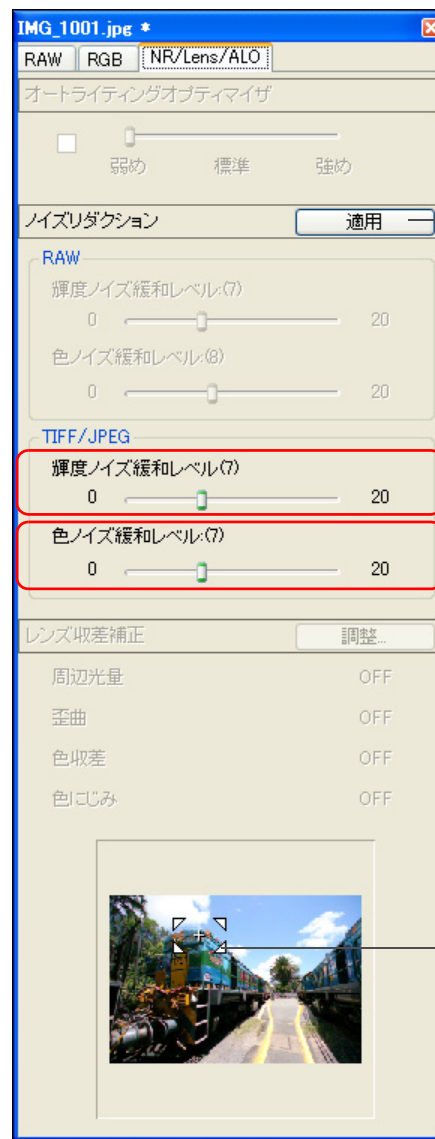 IMG_1001.jpg *
RAW RGB NR/Lens/ALO
オートライティングオプティマイザ
弱め 標準 強め
ノイズリダクション 適用
RAW
輝度ノイズ緩和レベル:(7)
0 20
色ノイズ緩和レベル:(8)
0 20
TIFF/JPEG
輝度ノイズ緩和レベル(7)
0 20
色ノイズ緩和レベル:(7)
0 20
レンズ収差補正 調整...
周辺光量 OFF
歪曲 OFF
色収差 OFF
色にじみ OFF